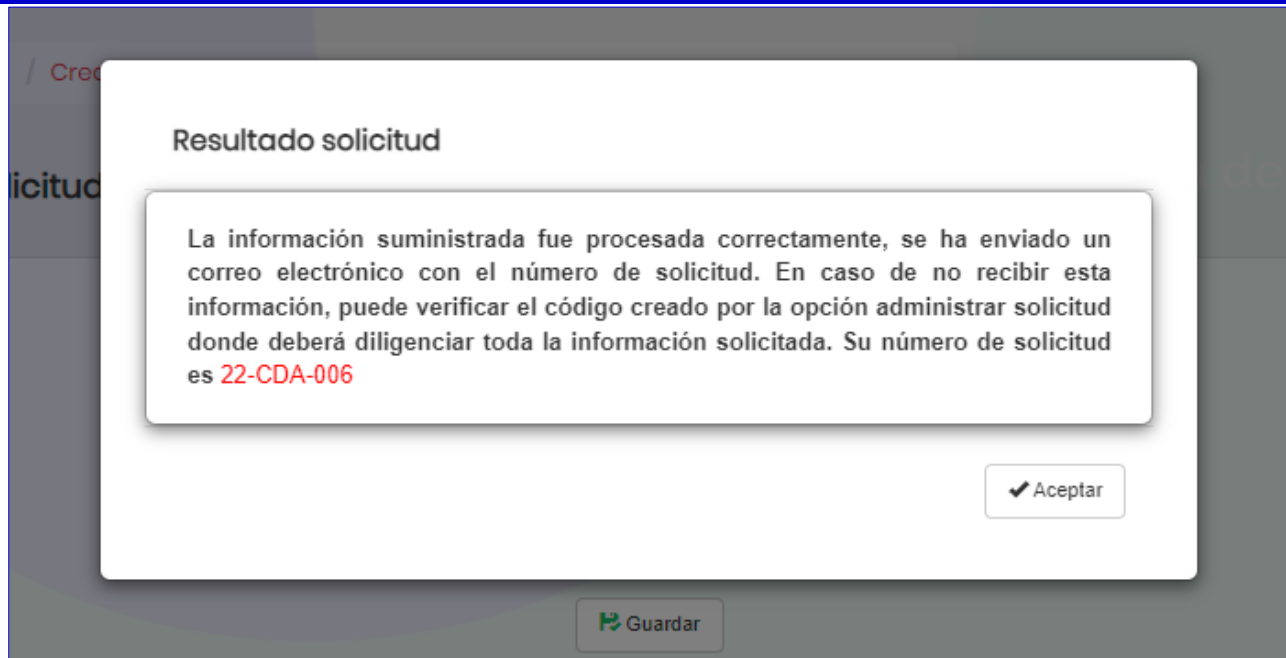 / Cred
Resultado solicitud
licitud
de
La información suministrada fue procesada correctamente, se ha enviado un
correo electrónico con el número de solicitud. En caso de no recibir esta
información, puede verificar el código creado por la opción administrar solicitud
donde deberá diligenciar toda la información solicitada. Su número de solicitud
es 22-CDA-006
Aceptar
Guardar